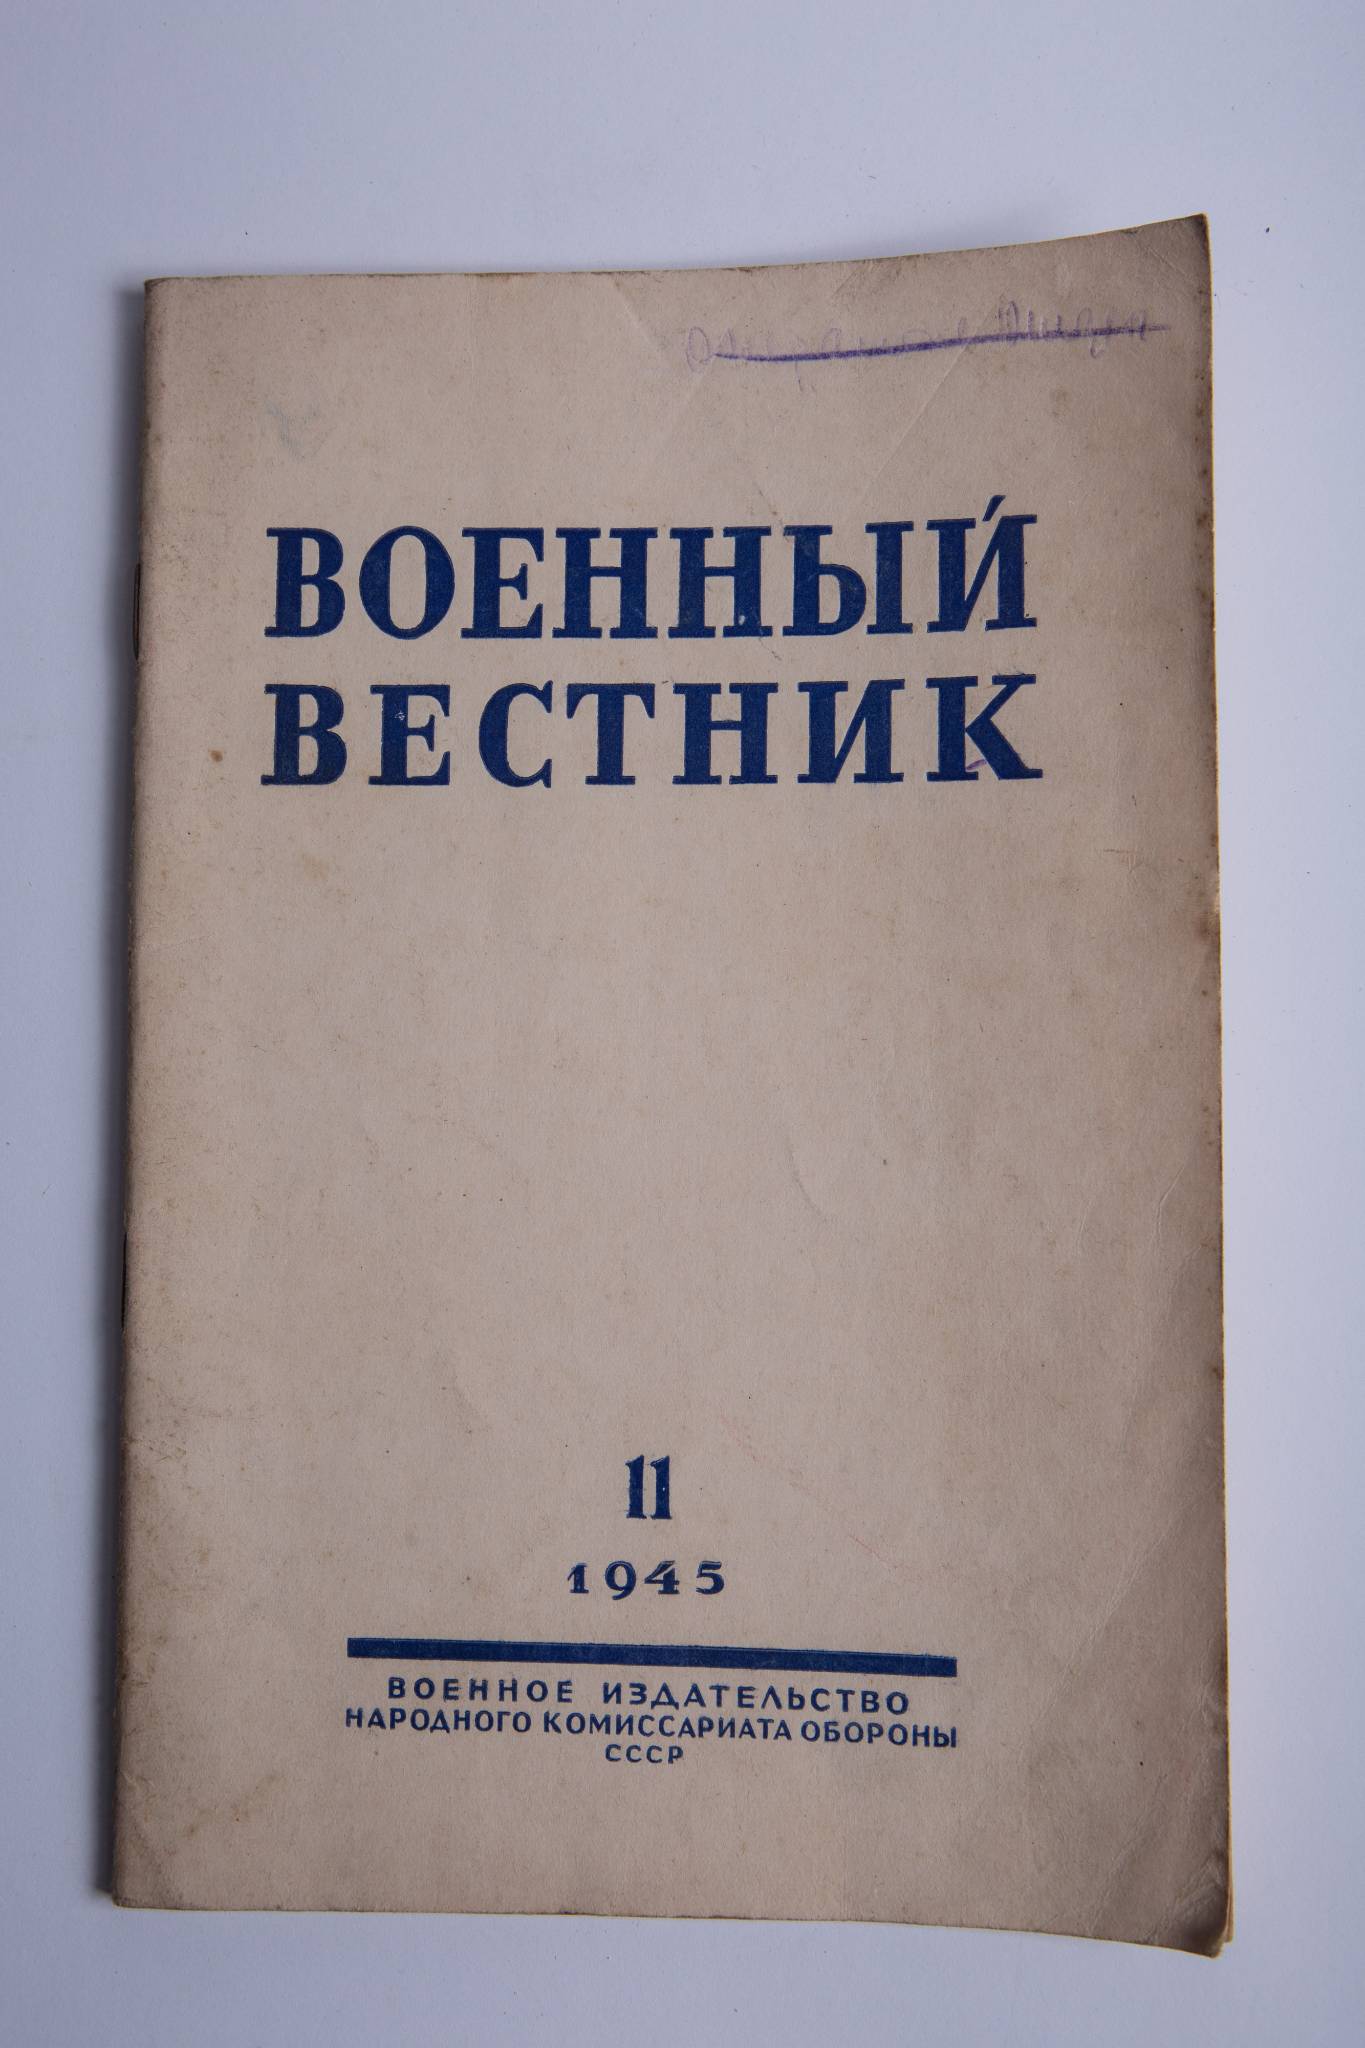 ВОЕННЫЙ
ВЕСТНИК
11
1945
ВОЕННОЕ ИЗДАТЕЛЬСТВО
НАРОДНОГО КОМИССАРИАТА ОБОРОНЫ
СССР